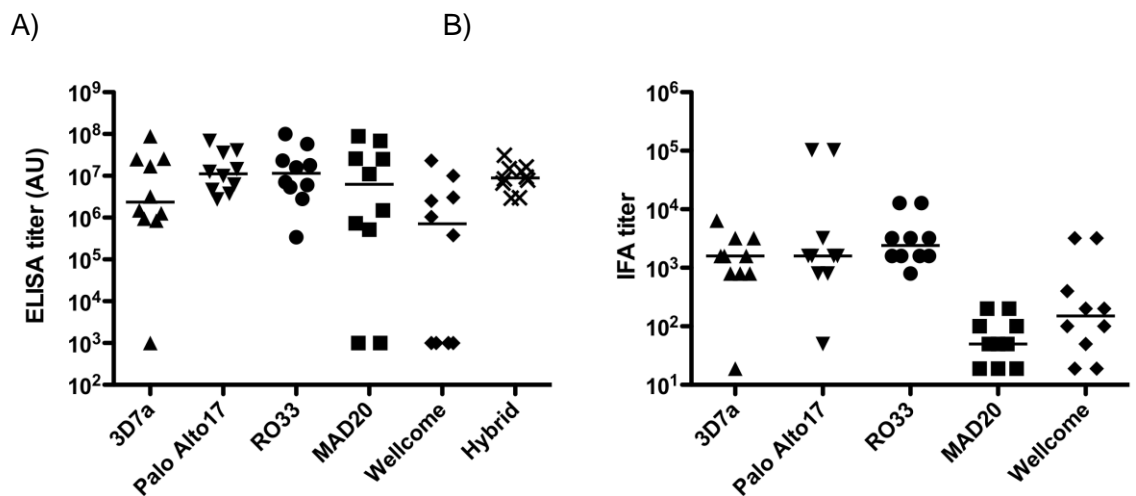 A)
B)
ELISA titer (AU)
10⁹
10⁸
10⁷
10⁶
10⁵
10⁴
10³
10²
3D7a
Palo Alto17
RO33
MAD20
Wellcome
Hybrid
IFA titer
10⁶
10⁵
10⁴
10³
10²
10¹
3D7a
Palo Alto17
RO33
MAD20
Wellcome